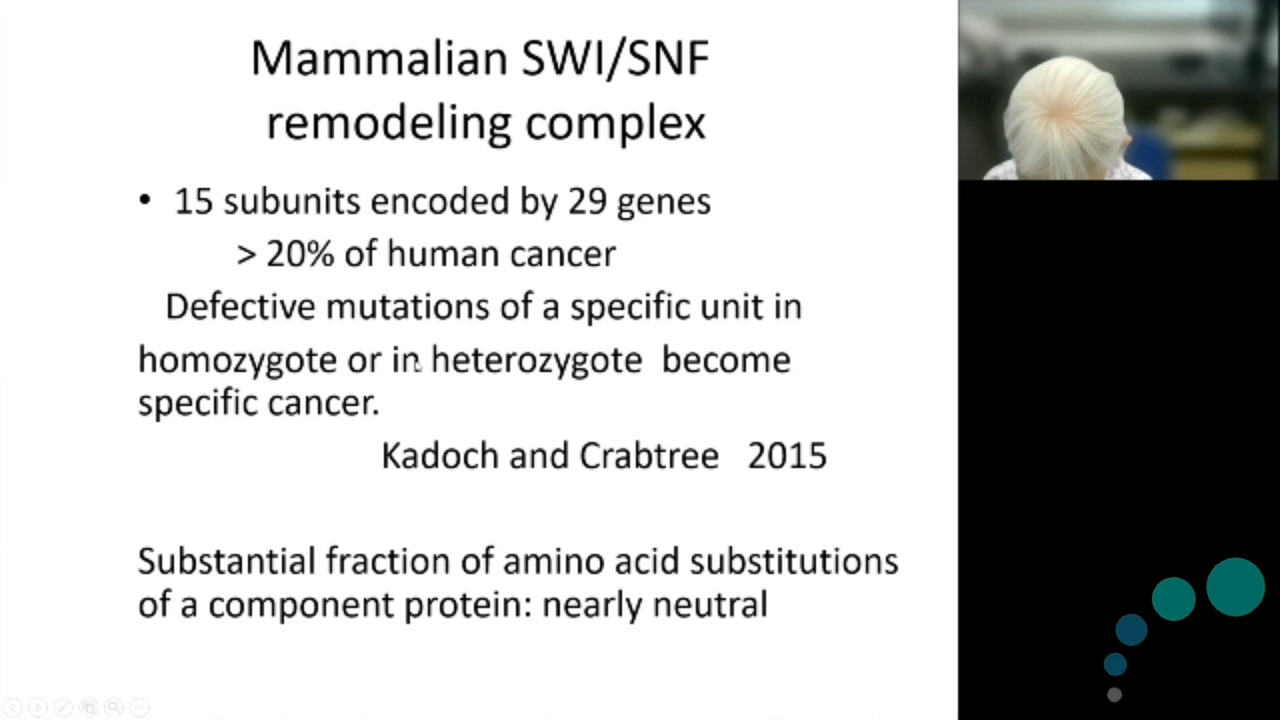 Mammalian SWI/SNF
remodeling complex
• 15 subunits encoded by 29 genes
> 20% of human cancer
Defective mutations of a specific unit in
homozygote or in heterozygote become
specific cancer.
Kadoch and Crabtree 2015
Substantial fraction of amino acid substitutions
of a component protein: nearly neutral